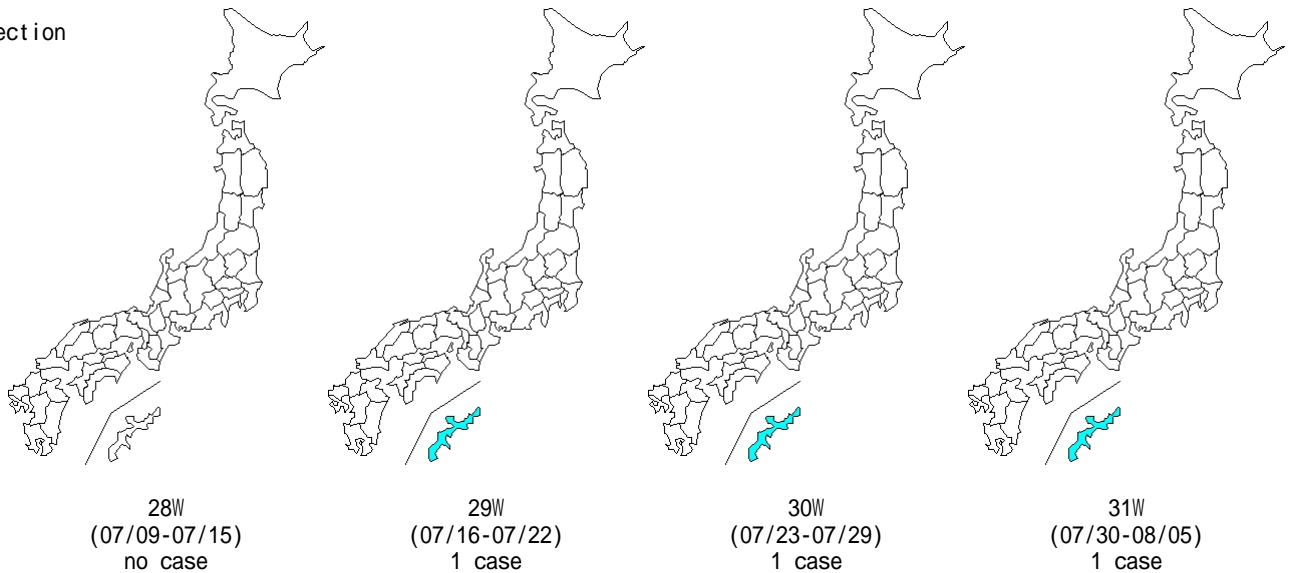 ection
28W
(07/09-07/15)
no case
29W
(07/16-07/22)
1 case
30W
(07/23-07/29)
1 case
31W
(07/30-08/05)
1 case